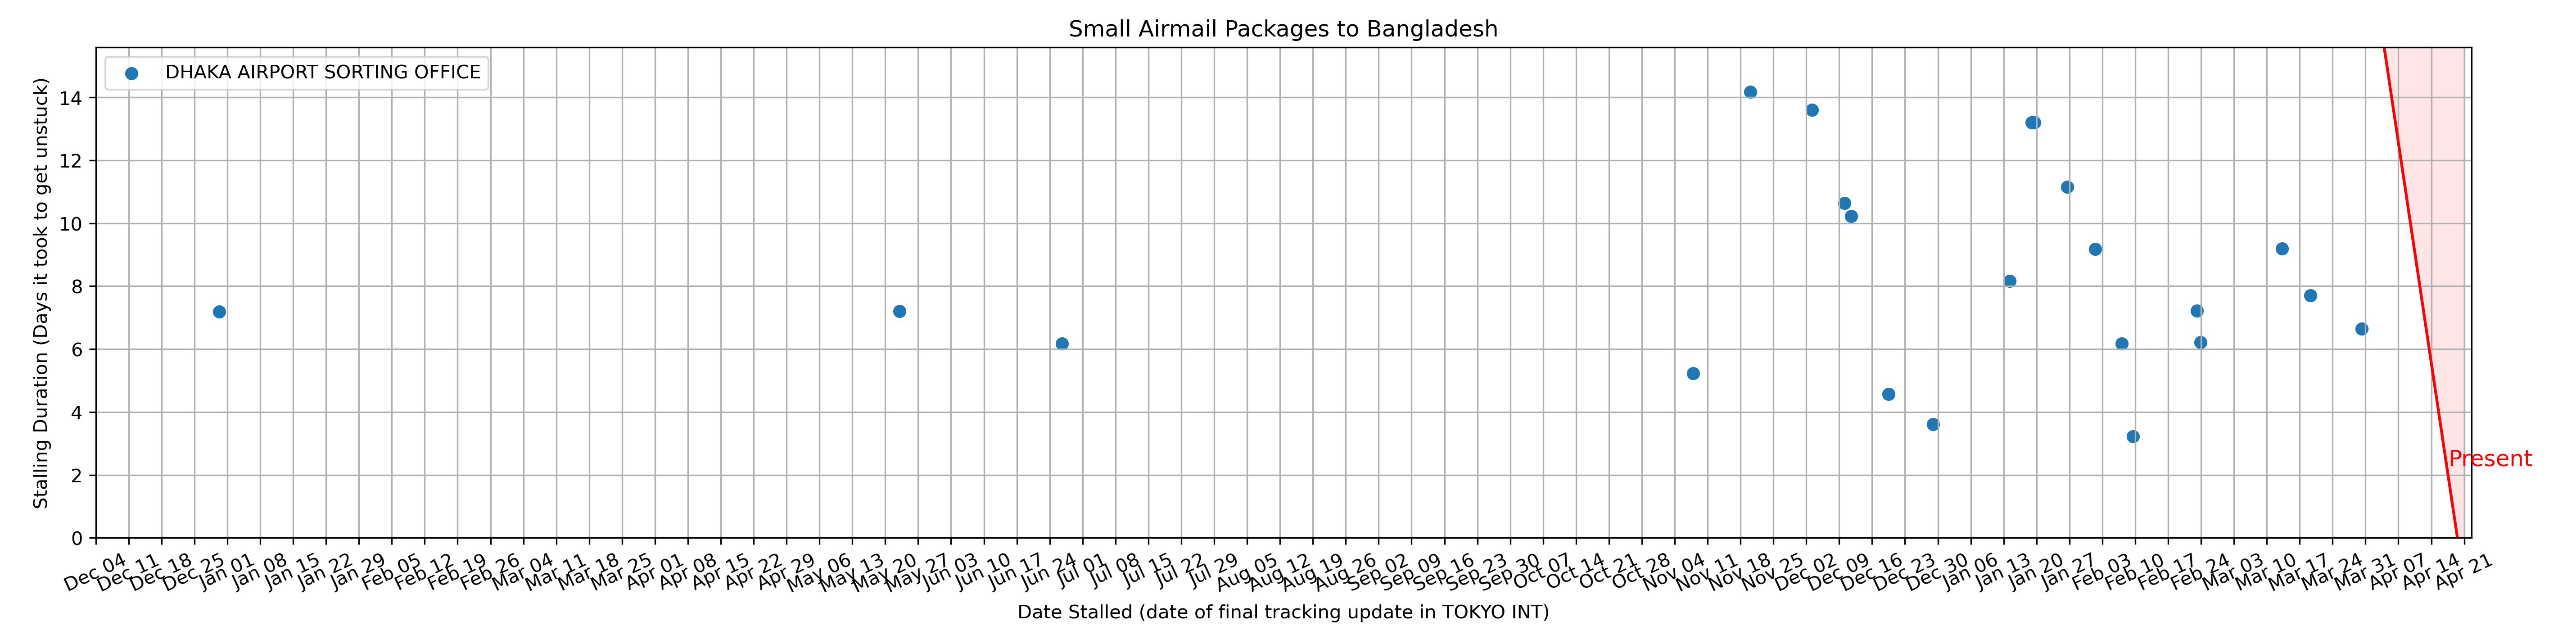 Small Airmail Packages to Bangladesh
DHAKA AIRPORT SORTING OFFICE
Stalling Duration (Days it took to get unstuck)
14
12
10
8
6
4
2
0
Present
Dec 04 Dec 11 Dec 18 Dec 25 Jan 01 Jan 08 Jan 15 Jan 22 Jan 29 Feb 05 Feb 12 Feb 19 Feb 26 Mar 04 Mar 11 Mar 18 Mar 25 Apr 01 Apr 08 Apr 15 Apr 22 Apr 29 May 06 May 13 May 20 May 27 Jun 03 Jun 10 Jun 17 Jun 24 Jul 01 Jul 08 Jul 15 Jul 22 Jul 29 Aug 05 Aug 12 Aug 19 Aug 26 Sep 02 Sep 09 Sep 16 Sep 23 Sep 30 Oct 07 Oct 14 Oct 21 Oct 28 Nov 04 Nov 11 Nov 18 Nov 25 Dec 02 Dec 09 Dec 16 Dec 23 Dec 30 Jan 06 Jan 13 Jan 20 Jan 27 Feb 03 Feb 10 Feb 17 Feb 24 Mar 03 Mar 10 Mar 17 Mar 24 Mar 31 Apr 07 Apr 14 Apr 21
Date Stalled (date of final tracking update in TOKYO INT)